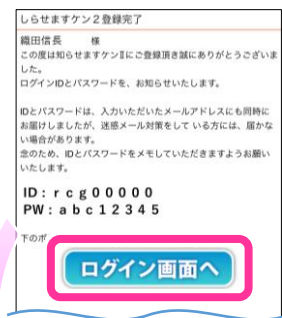 しらせますケン2登録完了
織田信長　　様
この度は知らせますケンⅡにご登録頂き誠にありがとうございま
した。
ログインIDとパスワードを、お知らせいたします。
IDとパスワードは、入力いただいたメールアドレスにも同時に
お届けしましたが、迷惑メール対策をして いる方には、届かな
い場合があります。
念のため、IDとパスワードをメモしていただきますようお願い
いたします。
ID：ｒｃｇ０００００
PW：ａｂｃ１２３４５
下のボ
ログイン画面へ